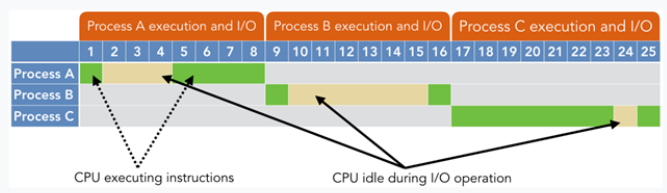 Process A execution and I/O Process B execution and I/O Process C execution and I/O
1 2 3 4 5 6 7 8 9 10 11 12 13 14 15 16 17 18 19 20 21 22 23 24 25
Process A
Process B
Process C
CPU executing instructions CPU idle during I/O operation